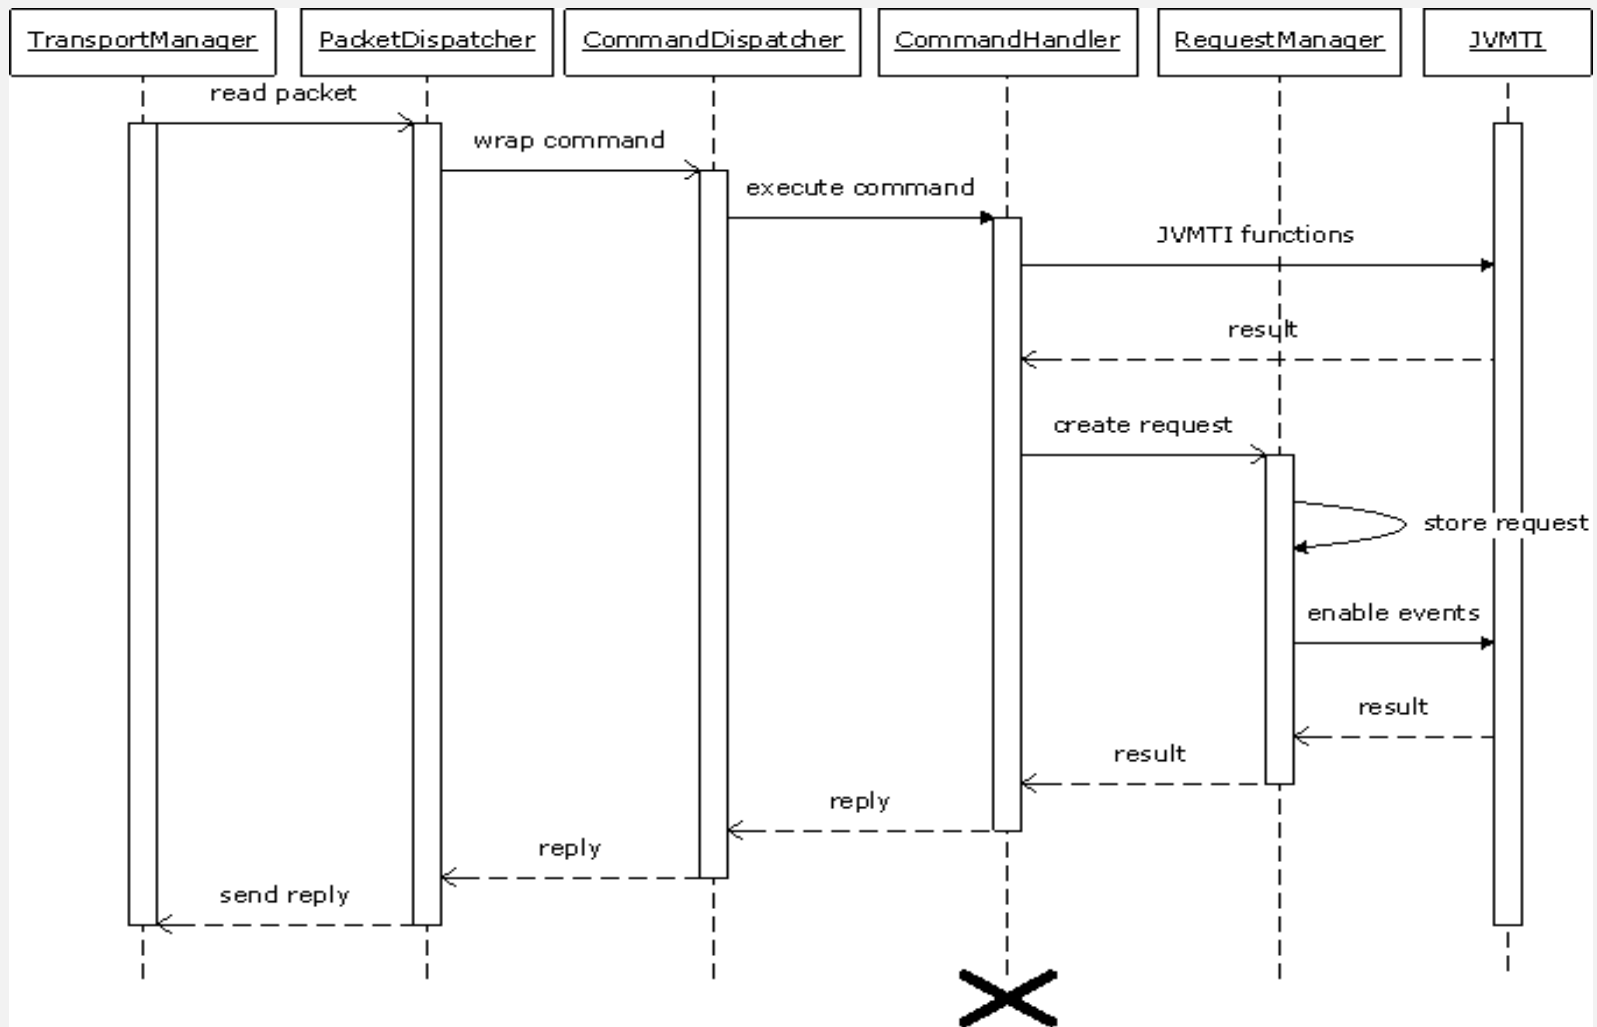 TransportManager
PacketDispatcher
CommandDispatcher
CommandHandler
RequestManager
JVMTI
read packet
wrap command
execute command
JVMTI functions
result
create request
store request
enable events
result
result
reply
reply
send reply